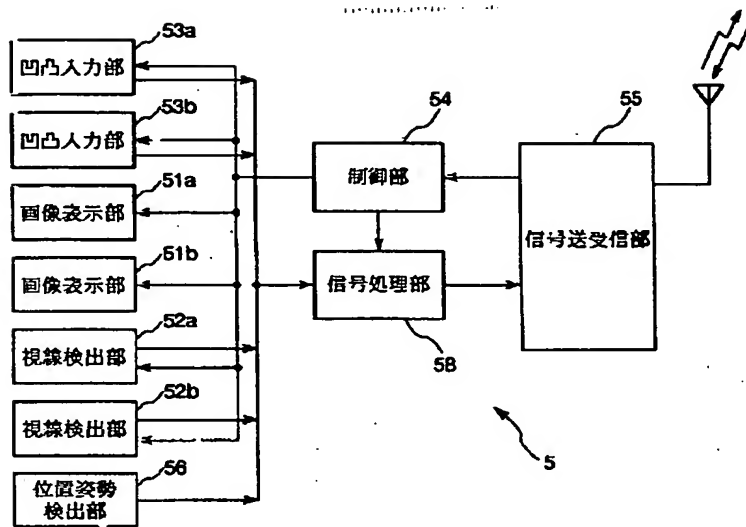 53a
凹凸入力部
53b
凹凸入力部
51a
画像表示部
51b
画像表示部
52a
視線検出部
52b
視線検出部
56
位置姿勢
検出部
54
制御部
信号処理部
58
55
信号送受信部
5